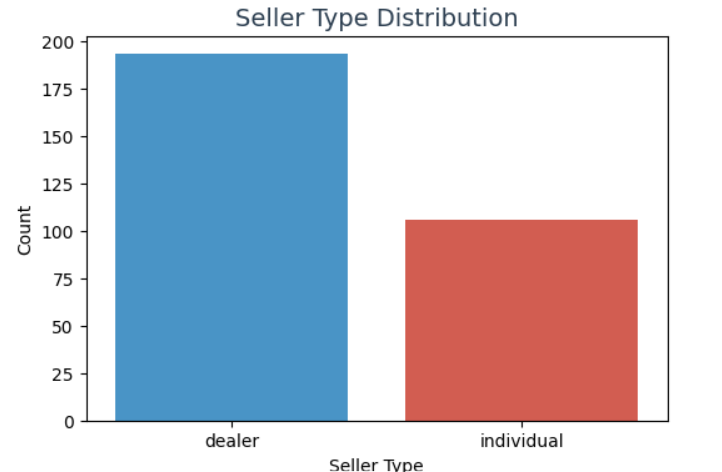 Seller Type Distribution
200
175
150
125
100
75
50
25
0
Count
dealer individual
Seller Type